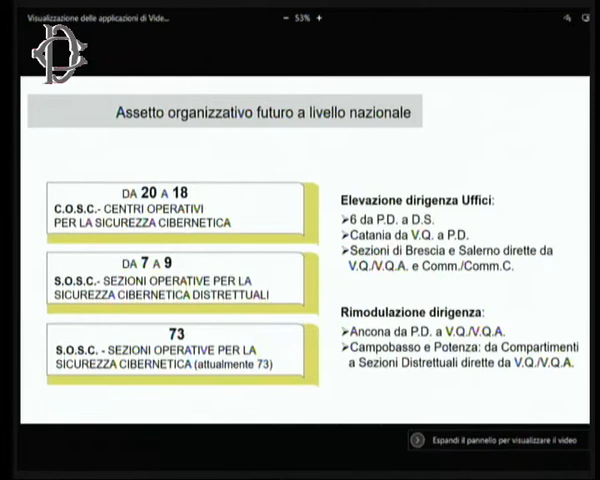 Visualizzazione delle applicazioni di Vide...
− 53% +
Assetto organizzativo futuro a livello nazionale
DA 20 A 18
C.O.S.C.- CENTRI OPERATIVI
PER LA SICUREZZA CIBERNETICA
DA 7 A 9
S.O.S.C.- SEZIONI OPERATIVE PER LA
SICUREZZA CIBERNETICA DISTRETTUALI
73
S.O.S.C. - SEZIONI OPERATIVE PER LA
SICUREZZA CIBERNETICA (attualmente 73)
Elevazione dirigenza Uffici:
➢6 da P.D. a D.S.
➢Catania da V.Q. a P.D.
➢Sezioni di Brescia e Salerno dirette da
V.Q./V.Q.A. e Comm./Comm.C.
Rimodulazione dirigenza:
➢Ancona da P.D. a V.Q./V.Q.A.
➢Campobasso e Potenza: da Compartimenti
a Sezioni Distrettuali dirette da V.Q./V.Q.A.
Espandi il pannello per visualizzare il video